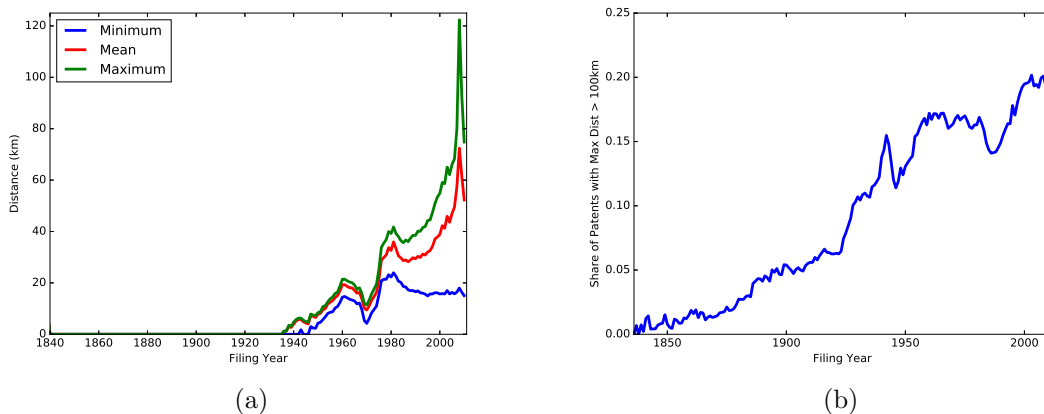 Minimum
Mean
Maximum
Distance (km)
120
100
80
60
40
20
0
1840 1860 1880 1900 1920 1940 1960 1980 2000
Filing Year
(a)
Share of Patents with Max Dist > 100km
0.25
0.20
0.15
0.10
0.05
0.00
1850 1900 1950 2000
Filing Year
(b)